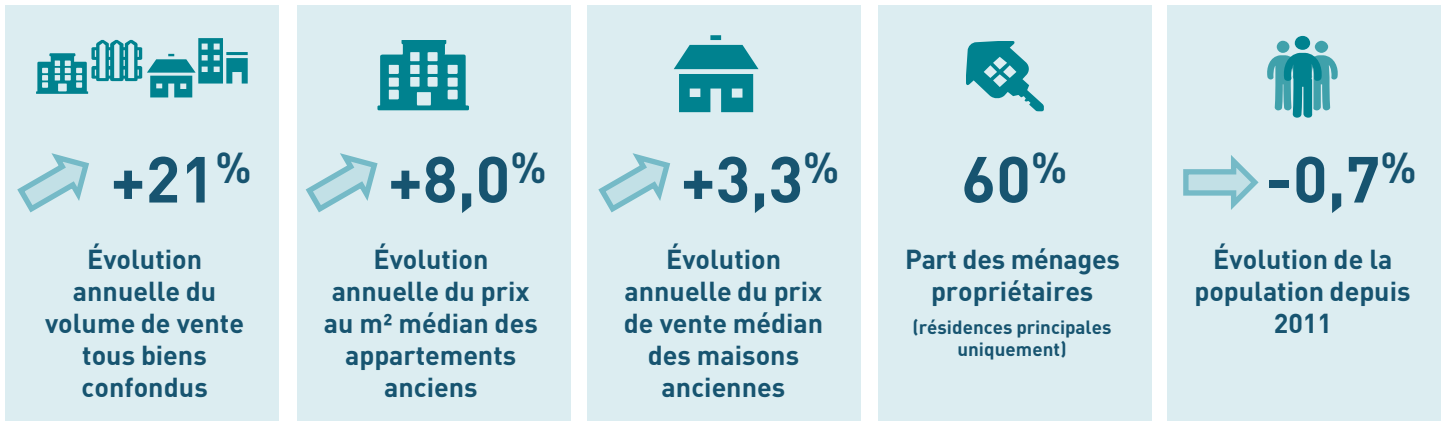 +21%
Évolution
annuelle du
volume de vente
tous biens
confondus
+8,0%
Évolution
annuelle du prix
au m² médian des
appartements
anciens
+3,3%
Évolution
annuelle du prix
de vente médian
des maisons
anciennes
60%
Part des ménages
propriétaires
(résidences principales
uniquement)
-0,7%
Évolution de la
population depuis
2011